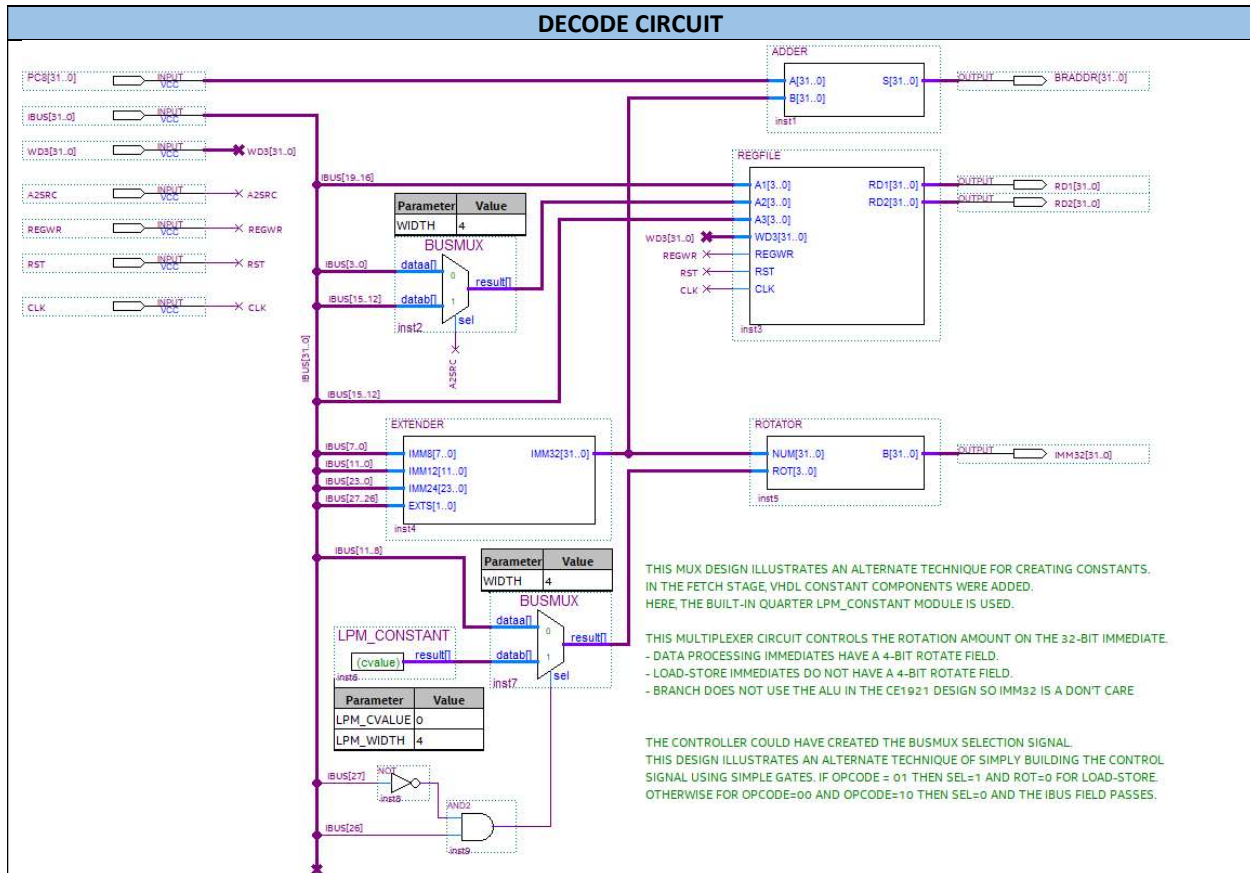 DECODE CIRCUIT
PC8[31..0]
INPUT
VCC
IBUS[31..0]
INPUT
VCC
WD3[31..0]
INPUT
VCC
WD3[31..0]
A2SRC
INPUT
VCC
A2SRC
REGWR
INPUT
VCC
REGWR
RST
INPUT
VCC
RST
CLK
INPUT
VCC
CLK
ADDER
A[31..0]
S[31..0]
B[31..0]
inst1
OUTPUT
BRADDR[31..0]
REGFILE
IBUS[19..16]
A1[3..0]
RD1[31..0]
A2[3..0]
RD2[31..0]
A3[3..0]
WD3[31..0]
WD3[31..0]
REGWR
REGWR
RST
RST
CLK
CLK
inst3
OUTPUT
RD1[31..0]
OUTPUT
RD2[31..0]
Parameter Value
WIDTH 4
BUSMUX
IBUS[3..0]
dataa[]
0
result[]
IBUS[15..12]
datab[]
1
sel
inst2
A2SRC
IBUS[31..0]
IBUS[15..12]
EXTENDER
IBUS[7..0]
IMM8[7..0]
IMM32[31..0]
IBUS[11..0]
IMM12[11..0]
IBUS[23..0]
IMM24[23..0]
IBUS[27..26]
EXTS[1..0]
inst4
ROTATOR
NUM[31..0]
B[31..0]
ROT[3..0]
inst5
OUTPUT
IMM32[31..0]
IBUS[11..8]
Parameter Value
WIDTH 4
BUSMUX
dataa[]
0
result[]
datab[]
1
sel
inst7
LPM_CONSTANT
(cvalue)
result[]
inst6
Parameter Value
LPM_CVALUE 0
LPM_WIDTH 4
IBUS[27]
NOT
inst8
AND2
IBUS[26]
inst9
THIS MUX DESIGN ILLUSTRATES AN ALTERNATE TECHNIQUE FOR CREATING CONSTANTS.
IN THE FETCH STAGE, VHDL CONSTANT COMPONENTS WERE ADDED.
HERE, THE BUILT-IN QUARTER LPM_CONSTANT MODULE IS USED.
THIS MULTIPLEXER CIRCUIT CONTROLS THE ROTATION AMOUNT ON THE 32-BIT IMMEDIATE.
- DATA PROCESSING IMMEDIATES HAVE A 4-BIT ROTATE FIELD.
- LOAD-STORE IMMEDIATES DO NOT HAVE A 4-BIT ROTATE FIELD.
- BRANCH DOES NOT USE THE ALU IN THE CE1921 DESIGN SO IMM32 IS A DON'T CARE
THE CONTROLLER COULD HAVE CREATED THE BUSMUX SELECTION SIGNAL.
THIS DESIGN ILLUSTRATES AN ALTERNATE TECHNIQUE OF SIMPLY BUILDING THE CONTROL
SIGNAL USING SIMPLE GATES. IF OPCODE = 01 THEN SEL=1 AND ROT=0 FOR LOAD-STORE.
OTHERWISE FOR OPCODE=00 AND OPCODE=10 THEN SEL=0 AND THE IBUS FIELD PASSES.